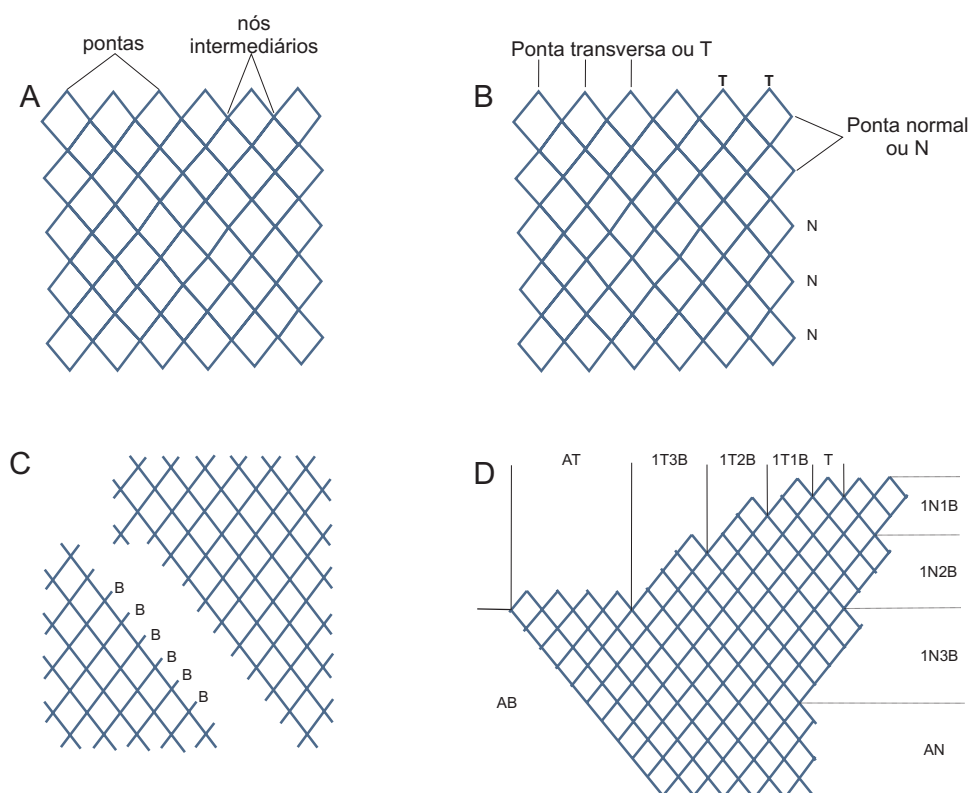 A
pontas
nós
intermediários
B
Ponta transversa ou T
T
T
Ponta normal
ou N
N
N
N
C
B
B
B
B
B
B
D
AT
1T3B
1T2B
1T1B
T
1N1B
1N2B
1N3B
AB
AN